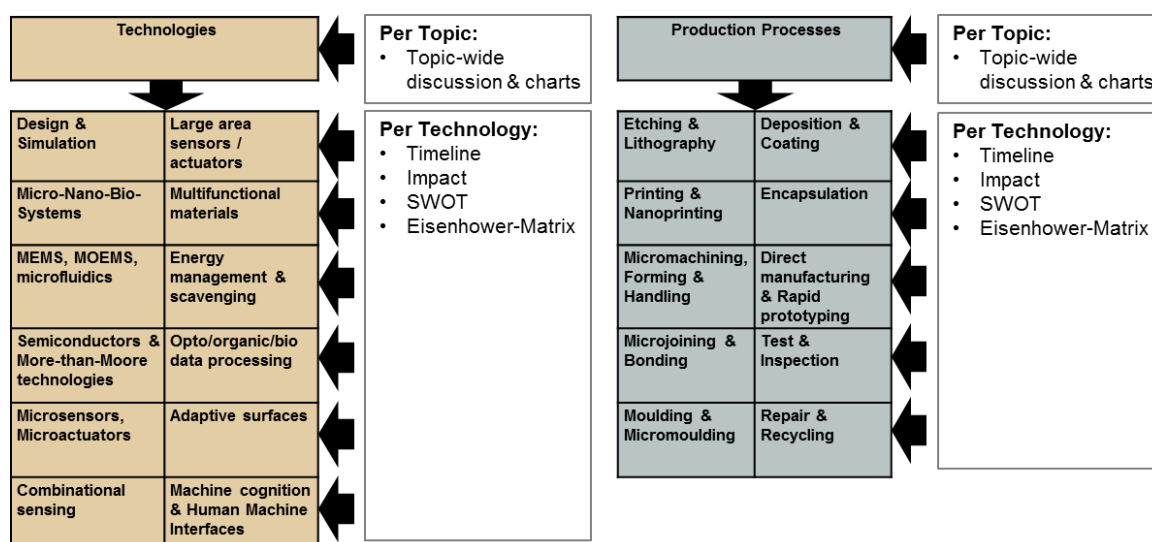 Technologies
Per Topic:
• Topic-wide
discussion & charts
Design &
Simulation
Large area
sensors /
actuators
Micro-Nano-Bio-
Systems
Multifunctional
materials
MEMS, MOEMS,
microfluidics
Energy
management &
scavenging
Semiconductors &
More-than-Moore
technologies
Opto/organic/bio
data processing
Microsensors,
Microactuators
Adaptive surfaces
Combinational
sensing
Machine cognition
& Human Machine
Interfaces
Per Technology:
• Timeline
• Impact
• SWOT
• Eisenhower-Matrix
Production Processes
Per Topic:
• Topic-wide
discussion & charts
Etching &
Lithography
Deposition &
Coating
Printing &
Nanoprinting
Encapsulation
Micromachining,
Forming &
Handling
Direct
manufacturing
& Rapid
prototyping
Microjoining &
Bonding
Test &
Inspection
Moulding &
Micromoulding
Repair &
Recycling
Per Technology:
• Timeline
• Impact
• SWOT
• Eisenhower-Matrix